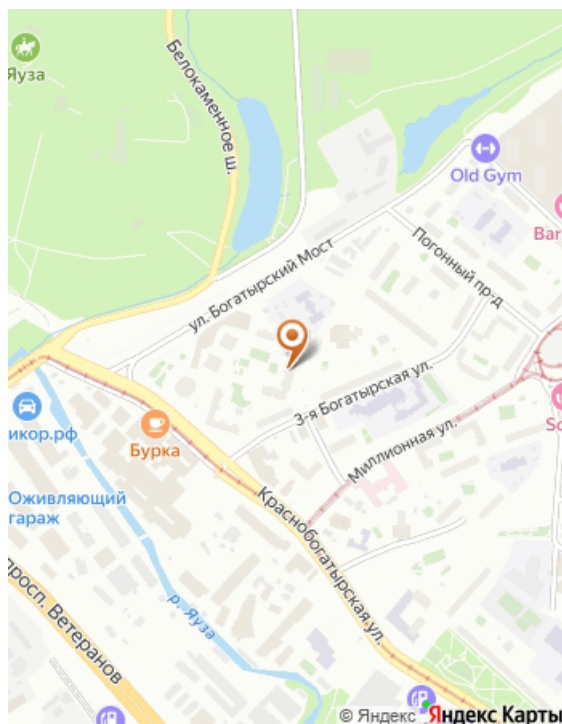 Яуза
Белокаменное ш.
Old Gym
Bar
Погонный пр-д
ул. Богатырский Мост
3-я Богатырская ул.
икор.рф
Бурка
Миллионная ул.
So
Оживляющий
гараж
Краснобогатырская ул.
просп. Ветеранов
р. Яуза
© Яндекс Яндекс Карты